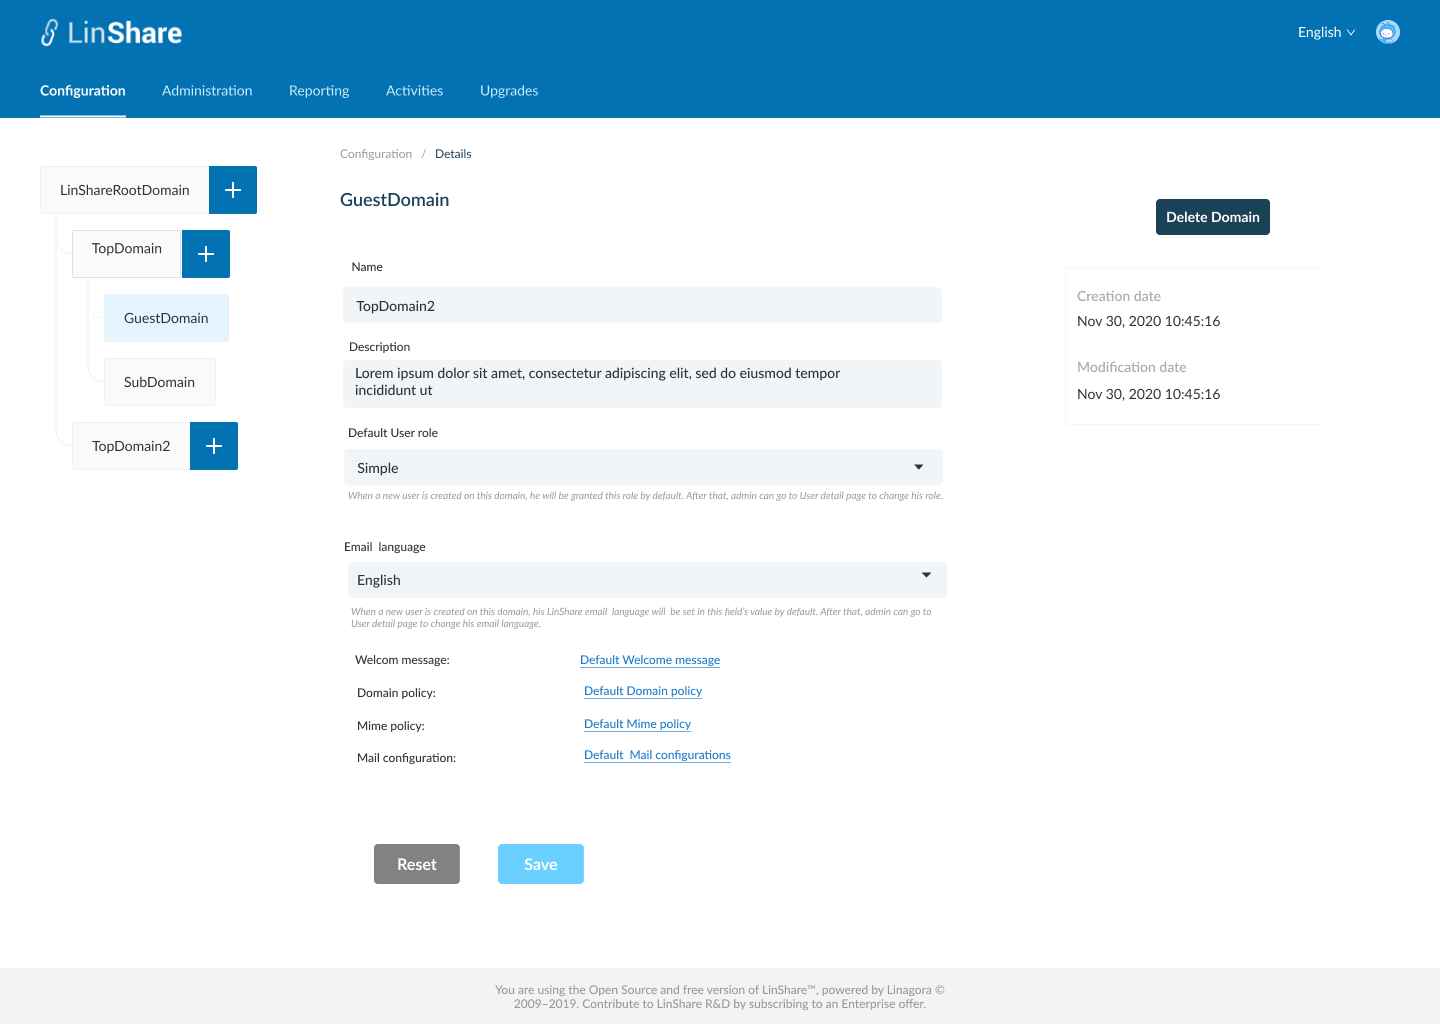 LinShare
English
Configuration
Administration
Reporting
Activities
Upgrades
Configuration / Details
LinShareRootDomain
TopDomain
GuestDomain
SubDomain
TopDomain2
GuestDomain
Delete Domain
Name
TopDomain2
Description
Lorem ipsum dolor sit amet, consectetur adipiscing elit, sed do eiusmod tempor
incididunt ut
Default User role
Simple
When a new user is created on this domain, he will be granted this role by default. After that, admin can go to User detail page to change his role.
Email  language
English
When a new user is created on this domain, his LinShare email  language will  be set in this field's value by default. After that, admin can go to
User detail page to change his email language.
Welcom message:
Default Welcome message
Domain policy:
Default Domain policy
Mime policy:
Default Mime policy
Mail configuration:
Default  Mail configurations
Reset
Save
Creation date
Nov 30, 2020 10:45:16
Modification date
Nov 30, 2020 10:45:16
You are using the Open Source and free version of LinShare™, powered by Linagora ©
2009–2019. Contribute to LinShare R&D by subscribing to an Enterprise offer.